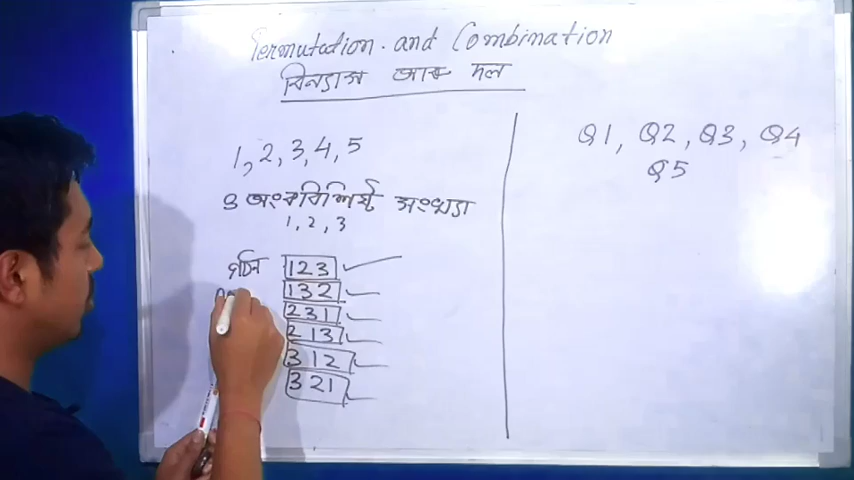 Permutation and Combination
বিন্যাস আৰু দল
1, 2, 3, 4, 5
৩ অংকবিশিষ্ট সংখ্যা
1, 2, 3
গঠন 123
132
231
213
312
321
Q1, Q2, Q3, Q4
Q5